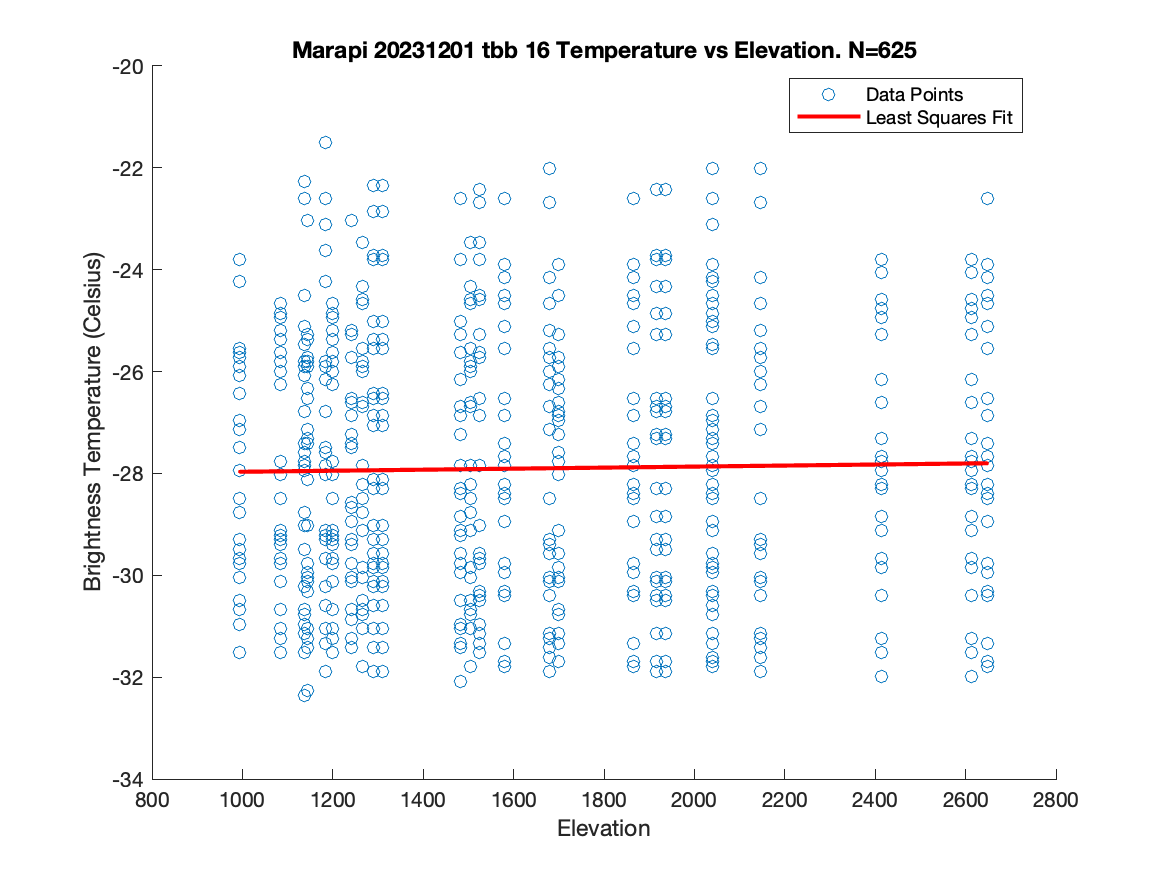 Marapi 20231201 tbb 16 Temperature vs Elevation. N=625
Data Points
Least Squares Fit
Brightness Temperature (Celsius)
-20
-22
-24
-26
-28
-30
-32
-34
800 1000 1200 1400 1600 1800 2000 2200 2400 2600 2800
Elevation